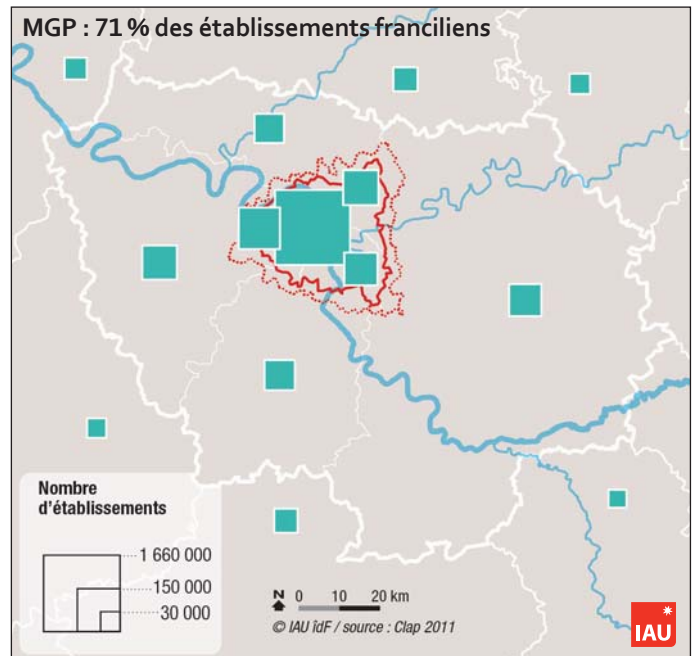 MGP : 71 % des établissements franciliens
Nombre
d'établissements
1 660 000
150 000
30 000
N 0 10 20 km
© IAU îdF / source : Clap 2011
IAU